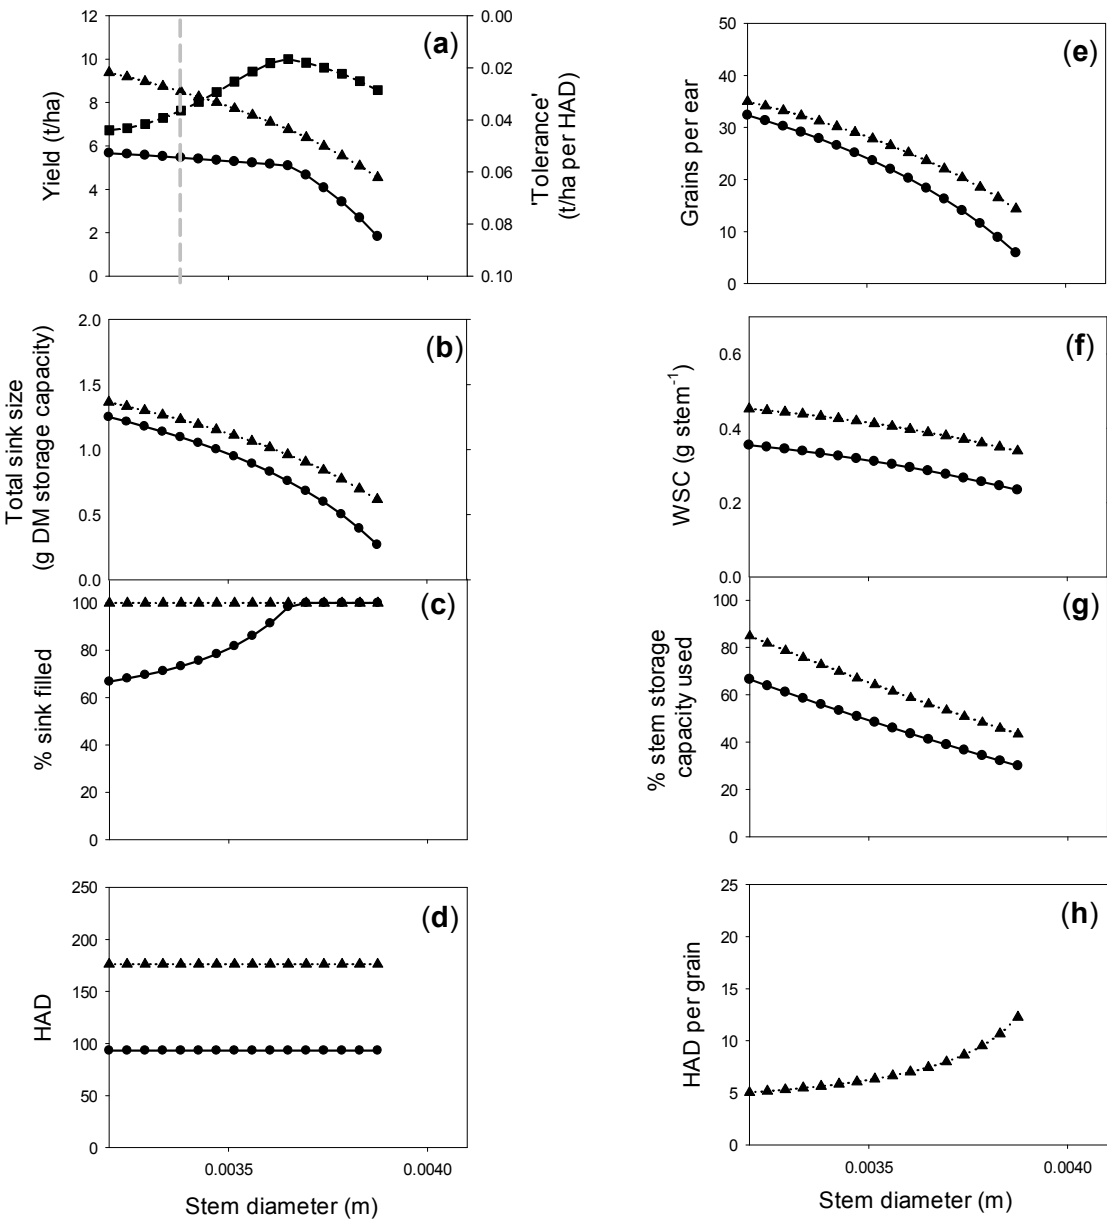 (a)
Yield (t/ha)
12
10
8
6
4
2
0
0.00
0.02
0.04
0.06
0.08
0.10
'Tolerance'
(t/ha per HAD)
(b)
Total sink size
(g DM storage capacity)
2.0
1.5
1.0
0.5
0.0
(c)
% sink filled
100
80
60
40
20
0
(d)
HAD
250
200
150
100
50
0
0.0035
0.0040
Stem diameter (m)
(e)
Grains per ear
50
40
30
20
10
0
(f)
WSC (g stem-1)
0.6
0.4
0.2
0.0
(g)
% stem storage
capacity used
100
80
60
40
20
0
(h)
HAD per grain
25
20
15
10
5
0
0.0035
0.0040
Stem diameter (m)